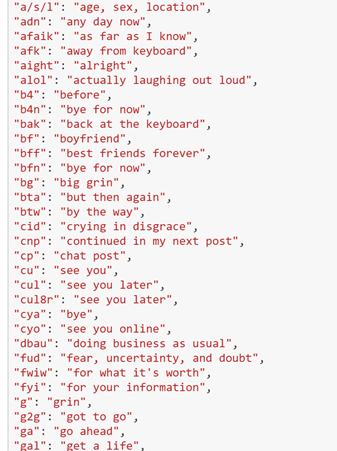 "a/s/l": "age, sex, location",
"adn": "any day now",
"afaik": "as far as I know",
"afk": "away from keyboard",
"aight": "alright",
"alol": "actually laughing out loud",
"b4": "before",
"b4n": "bye for now",
"bak": "back at the keyboard",
"bf": "boyfriend",
"bff": "best friends forever",
"bfn": "bye for now",
"bg": "big grin",
"bta": "but then again",
"btw": "by the way",
"cid": "crying in disgrace",
"cnp": "continued in my next post",
"cp": "chat post",
"cu": "see you",
"cul": "see you later",
"cul8r": "see you later",
"cya": "bye",
"cyo": "see you online",
"dbau": "doing business as usual",
"fud": "fear, uncertainty, and doubt",
"fwiw": "for what it's worth",
"fyi": "for your information",
"g": "grin",
"g2g": "got to go",
"ga": "go ahead",
"gal": "get a life",